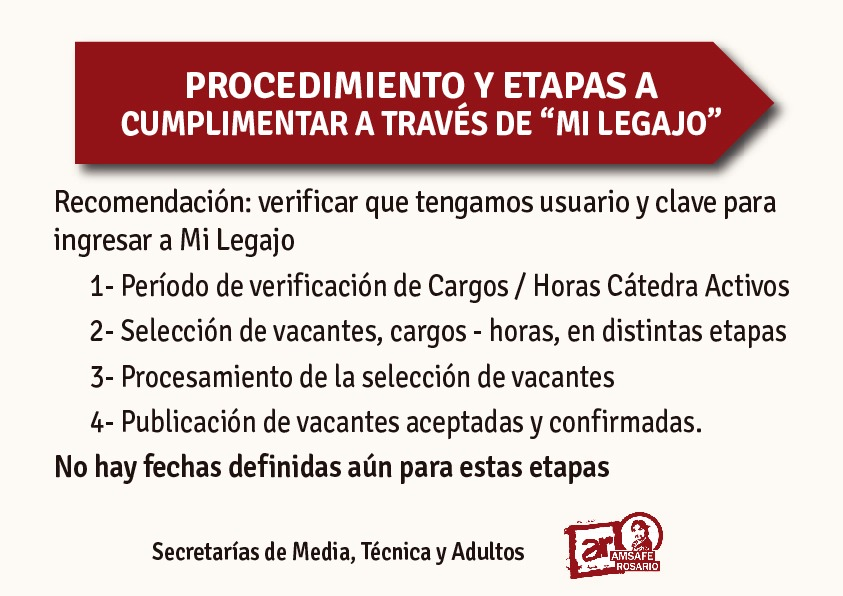 PROCEDIMIENTO Y ETAPAS A
CUMPLIMENTAR A TRAVÉS DE “MI LEGAJO”
Recomendación: verificar que tengamos usuario y clave para
ingresar a Mi Legajo
1- Período de verificación de Cargos / Horas Cátedra Activos
2- Selección de vacantes, cargos - horas, en distintas etapas
3- Procesamiento de la selección de vacantes
4- Publicación de vacantes aceptadas y confirmadas.
No hay fechas definidas aún para estas etapas
Secretarías de Media, Técnica y Adultos
ar
AMSAFE
ROSARIO